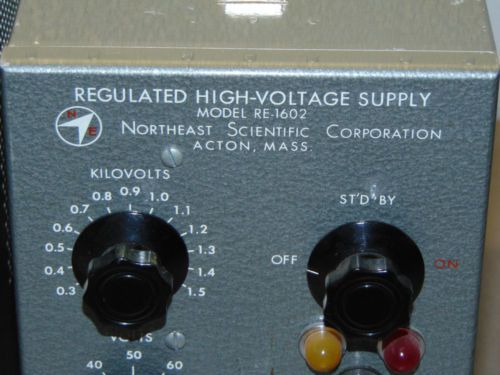 REGULATED HIGH-VOLTAGE SUPPLY
MODEL RE-1602
N E
NORTHEAST SCIENTIFIC CORPORATION
ACTON, MASS.
KILOVOLTS
0.3 0.4 0.5 0.6 0.7 0.8 0.9 1.0 1.1 1.2 1.3 1.4 1.5
ST'D BY
OFF ON
VOLTS
40 50 60